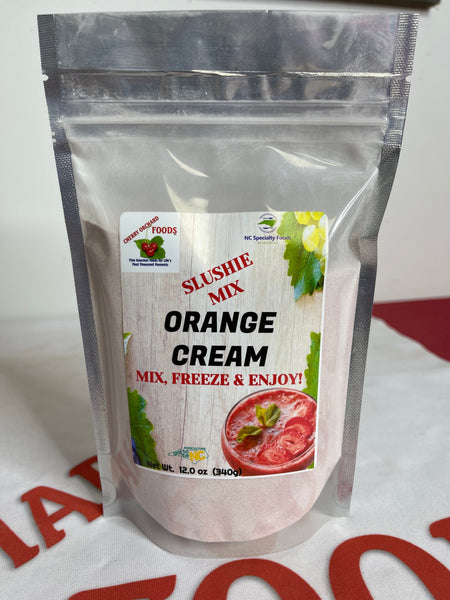 CHERRY ORCHARD
FOODS
NC Specialty Foods
SLUSHIE
MIX
ORANGE
CREAM
MIX, FREEZE & ENJOY!
NC
Net Wt. 12.0 oz (340g)